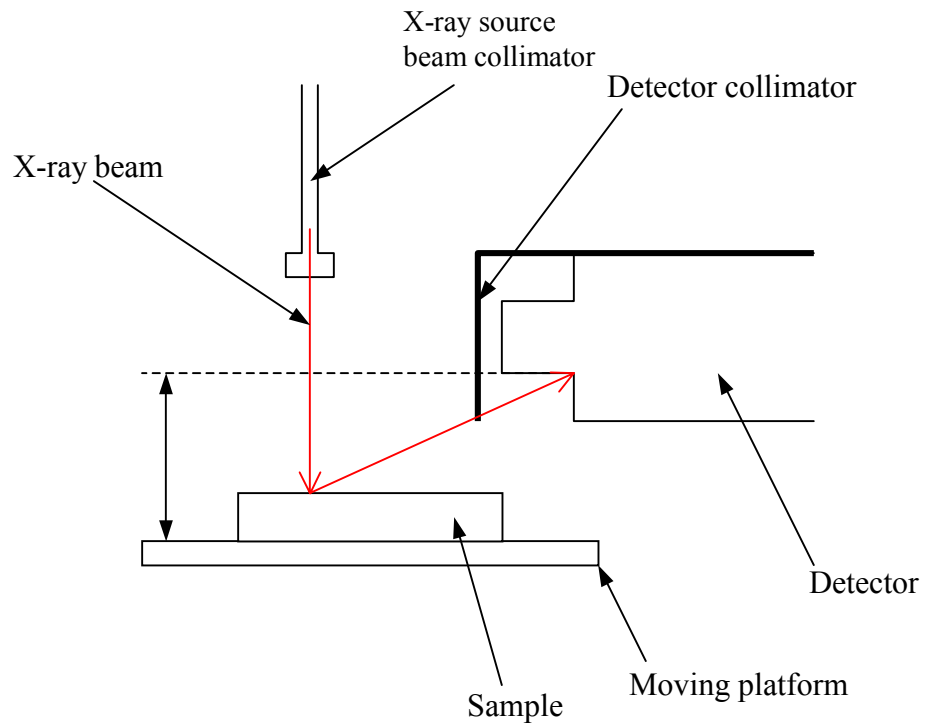 X-ray source
beam collimator
Detector collimator
X-ray beam
Detector
Moving platform
Sample